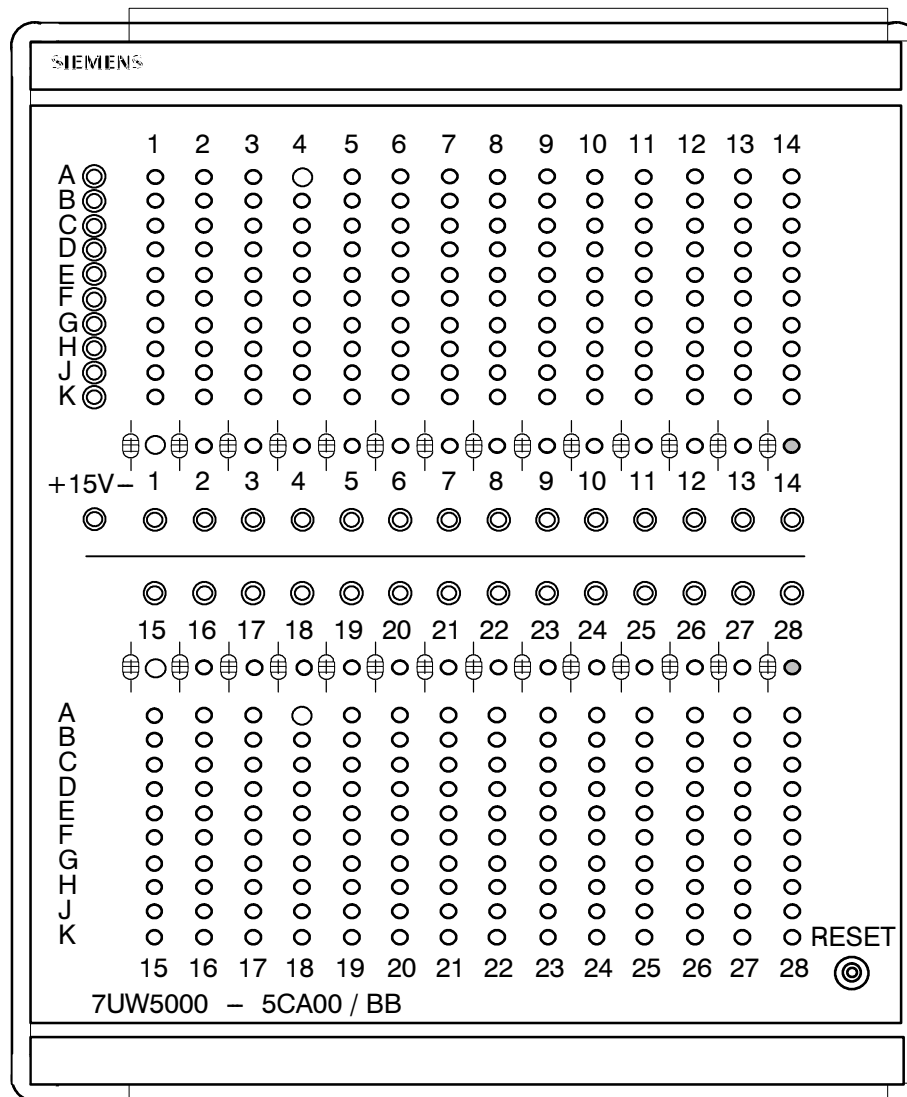 SIEMENS
1 2 3 4 5 6 7 8 9 10 11 12 13 14
A
B
C
D
E
F
G
H
J
K
+15V– 1 2 3 4 5 6 7 8 9 10 11 12 13 14
15 16 17 18 19 20 21 22 23 24 25 26 27 28
A
B
C
D
E
F
G
H
J
K
RESET
15 16 17 18 19 20 21 22 23 24 25 26 27 28
7UW5000 – 5CA00 / BB